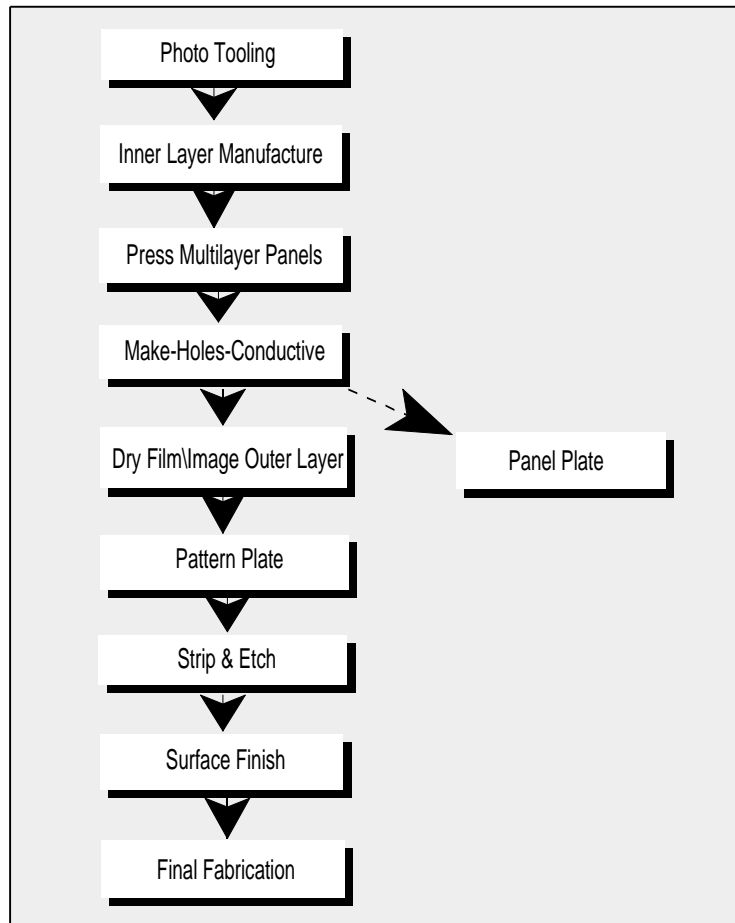 Photo Tooling
Inner Layer Manufacture
Press Multilayer Panels
Make-Holes-Conductive
Dry Film\Image Outer Layer
Panel Plate
Pattern Plate
Strip & Etch
Surface Finish
Final Fabrication